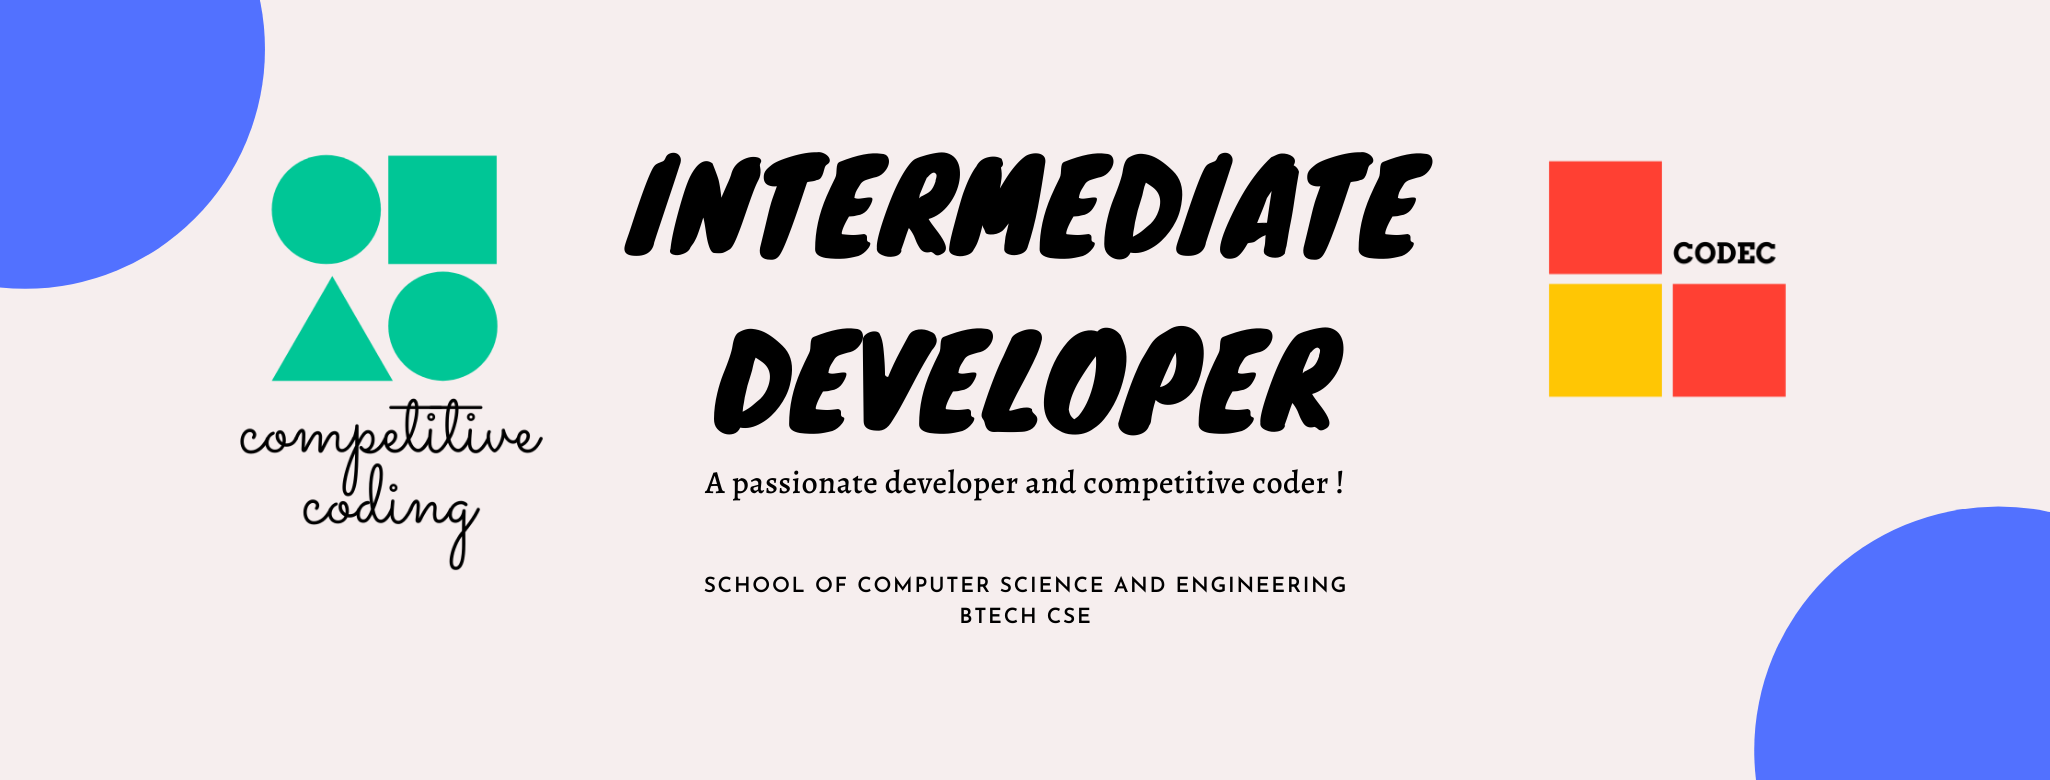 INTERMEDIATE
DEVELOPER
A passionate developer and competitive coder !
SCHOOL OF COMPUTER SCIENCE AND ENGINEERING
BTECH CSE
competitive
coding
CODEC